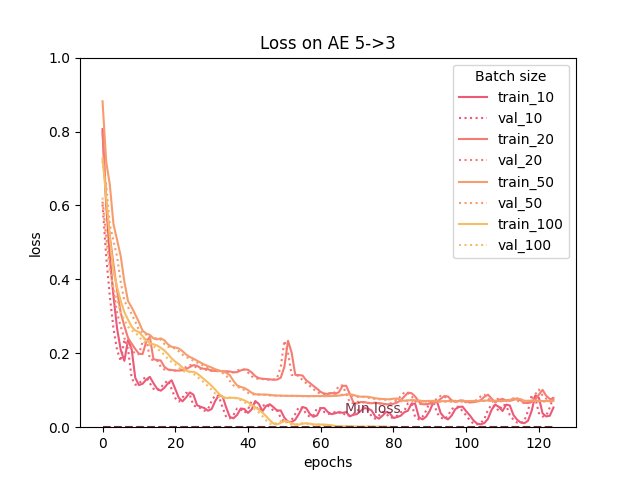 Loss on AE 5->3
1.0
0.8
0.6
0.4
0.2
0.0
loss
Batch size
train_10
val_10
train_20
val_20
train_50
val_50
train_100
val_100
Min loss
0 20 40 60 80 100 120
epochs